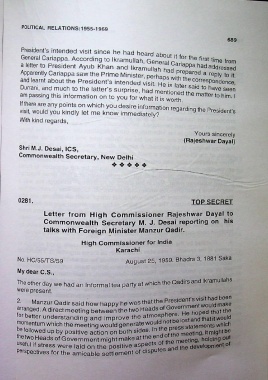 POLITICAL RELATIONS:1955-1969
689
President's intended visit since he had heard about it for the first time from
General Cariappa. According to Ikramullah, General Cariappa had addressed
a letter to President Ayub Khan and Ikramullah had prepared a reply to it.
Apparently Cariappa saw the Prime Minister, perhaps with the correspondence,
and learnt about the President's intended visit. He is later said to have seen
Durrani, and much to the latter's surprise, had mentioned the matter to him. I
am passing this information on to you for what it is worth.
If there are any points on which you desire information regarding the President's
visit, would you kindly let me know immediately?
With kind regards,
Yours sincerely
(Rajeshwar Dayal)
Shri M.J. Desai, ICS,
Commonwealth Secretary, New Delhi
❖ ❖ ❖ ❖ ❖
0281.
TOP SECRET
Letter from High Commissioner Rajeshwar Dayal to
Commonwealth Secretary M. J. Desai reporting on his
talks with Foreign Minister Manzur Qadir.
High Commissioner for India
Karachi
No. HC/55/TS/59
August 25, 1959. Bhadra 3, 1881 Saka
My dear C.S.,
The other day we had an informal tea party at which the Qadirs and Ikramullahs
were present.
2. Manzur Qadir said how happy he was that the President's visit had been
arranged. A direct meeting between the two Heads of Government would make
for better understanding and improve the atmosphere. He hoped that the
momentum which the meeting would generate would not be lost and that it would
be followed up by positive action on both sides. In the press statements which
the two Heads of Government might make at the end of the meeting, it might be
useful if stress were laid on the positive aspects of the meeting, holding out
perspectives for the amicable settlement of disputes and the development of